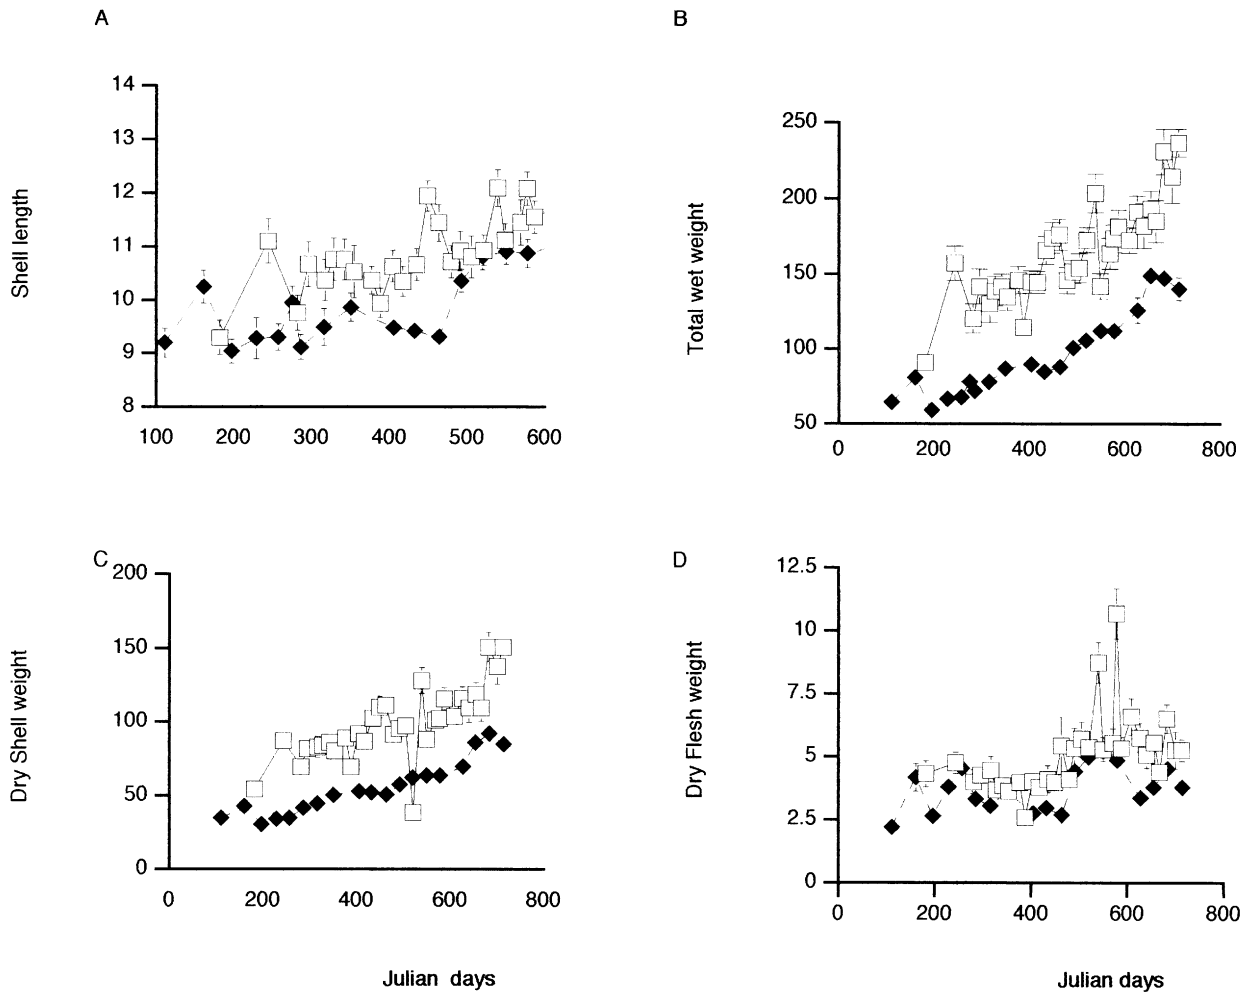 A
14
13
12
11
10
9
8
100 200 300 400 500 600
Shell length
B
250
200
150
100
50
0 200 400 600 800
Total wet weight
C
200
150
100
50
0
0 200 400 600 800
Dry Shell weight
Julian days
D
12.5
10
7.5
5
2.5
0
0 200 400 600 800
Dry Flesh weight
Julian days